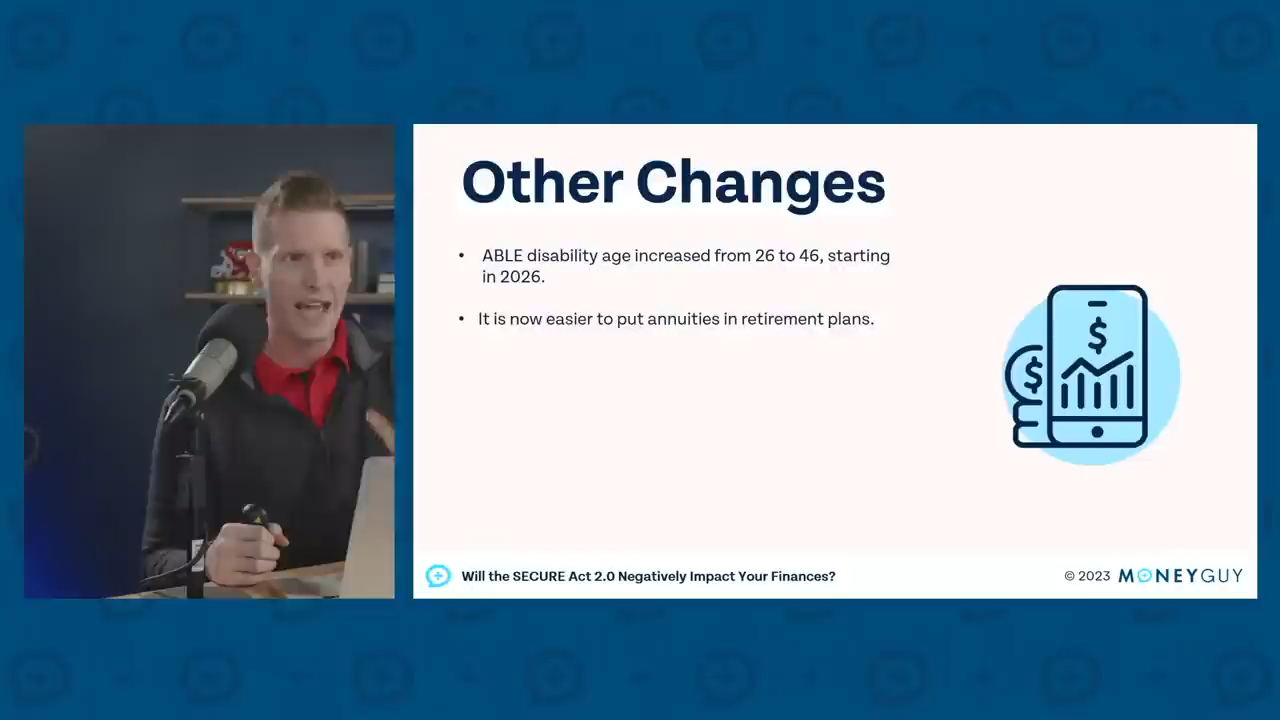 Other Changes
• ABLE disability age increased from 26 to 46, starting
in 2026.
• It is now easier to put annuities in retirement plans.
$
$
Will the SECURE Act 2.0 Negatively Impact Your Finances?
© 2023 MONEYGUY